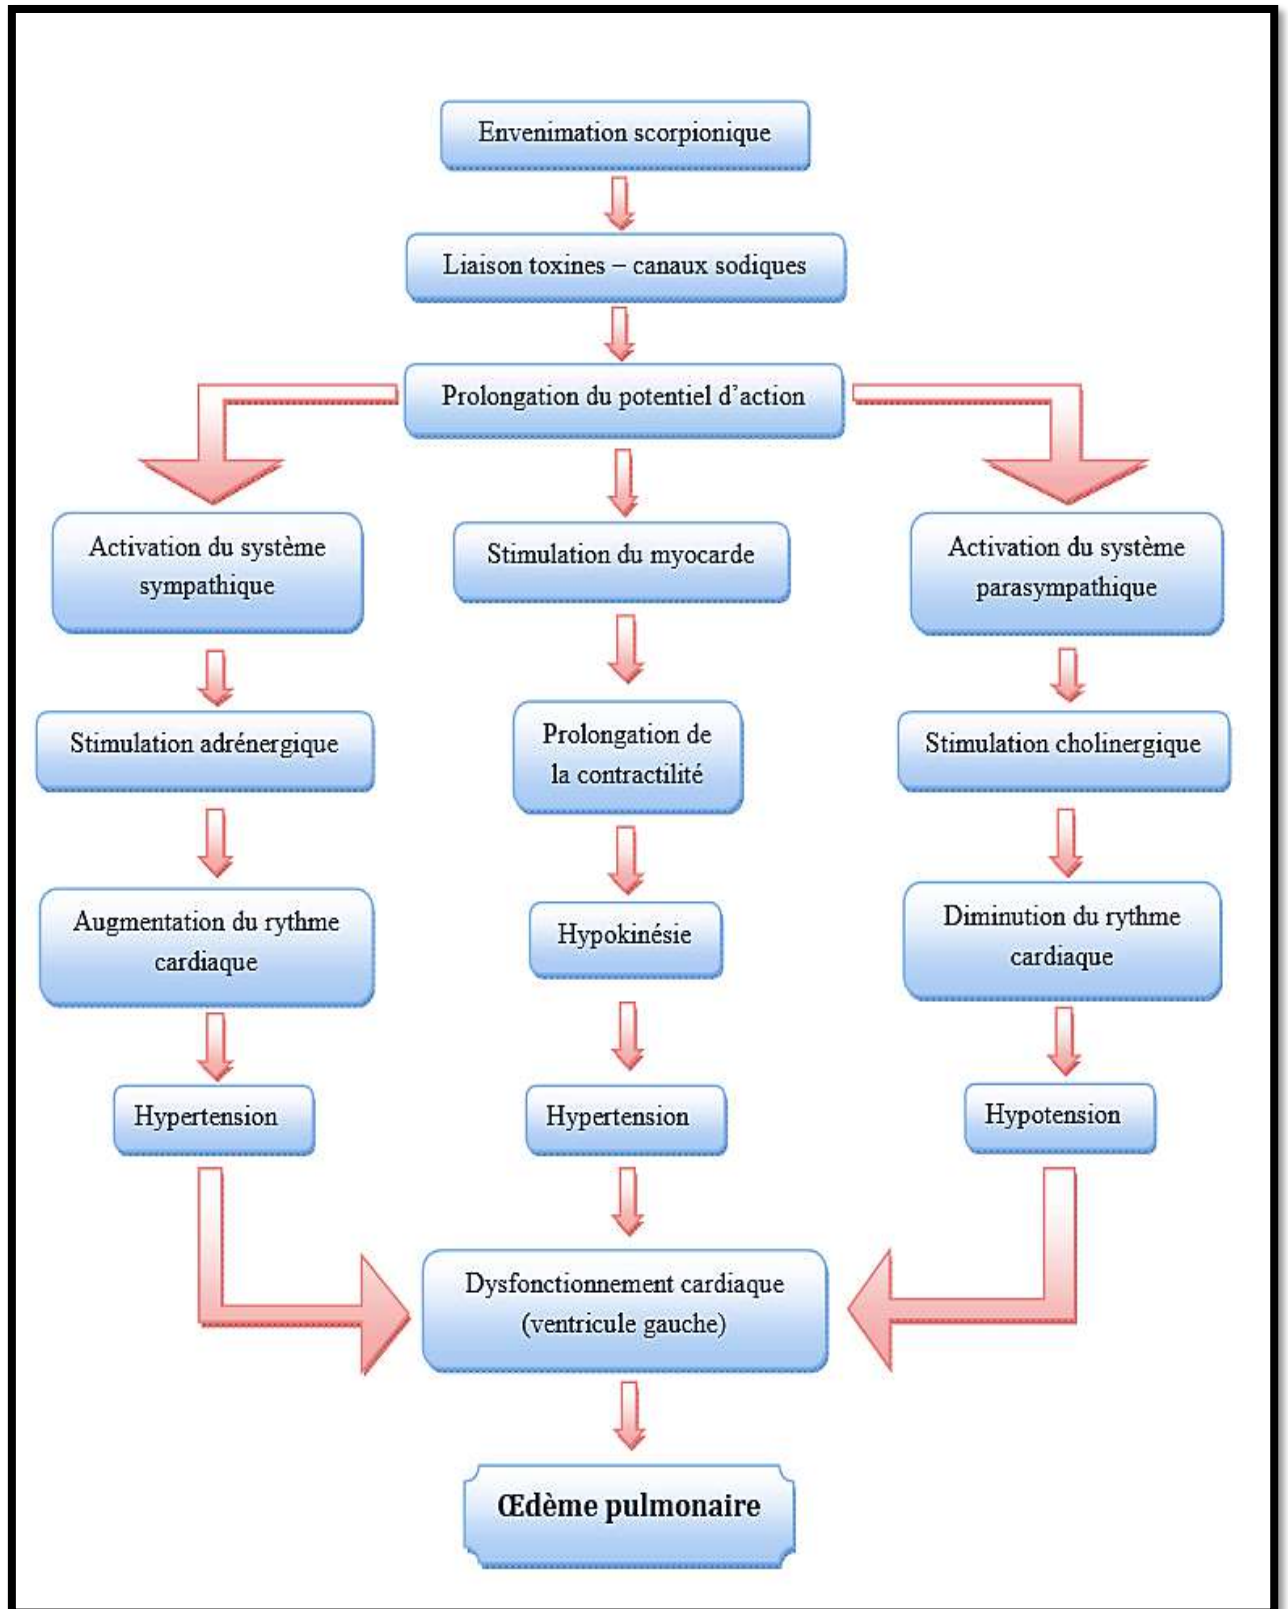 Envenimation scorpionique
Liaison toxines – canaux sodiques
Prolongation du potentiel d'action
Activation du système
sympathique
Stimulation du myocarde
Activation du système
parasympathique
Stimulation adrénergique
Prolongation de
la contractilité
Stimulation cholinergique
Augmentation du rythme
cardiaque
Hypokinésie
Diminution du rythme
cardiaque
Hypertension
Hypertension
Hypotension
Dysfonctionnement cardiaque
(ventricule gauche)
Œdème pulmonaire